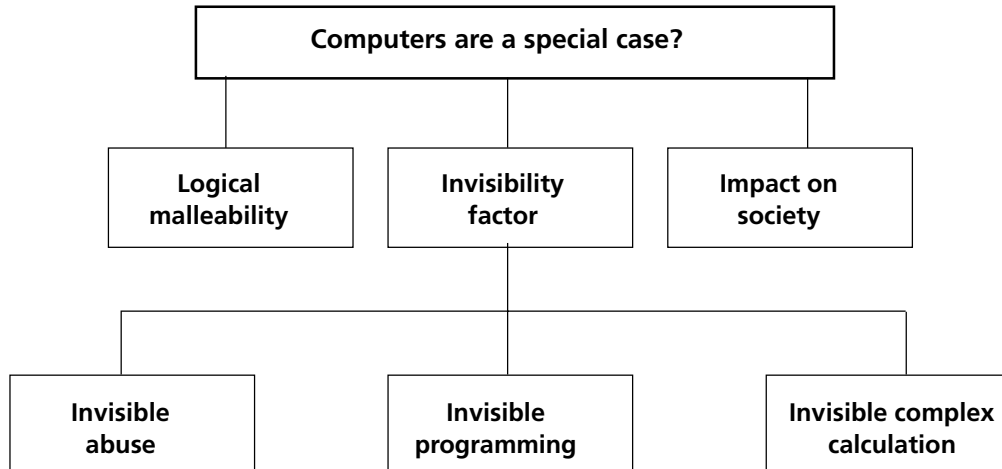 Computers are a special case?
Logical
malleability
Invisibility
factor
Impact on
society
Invisible
abuse
Invisible
programming
Invisible complex
calculation